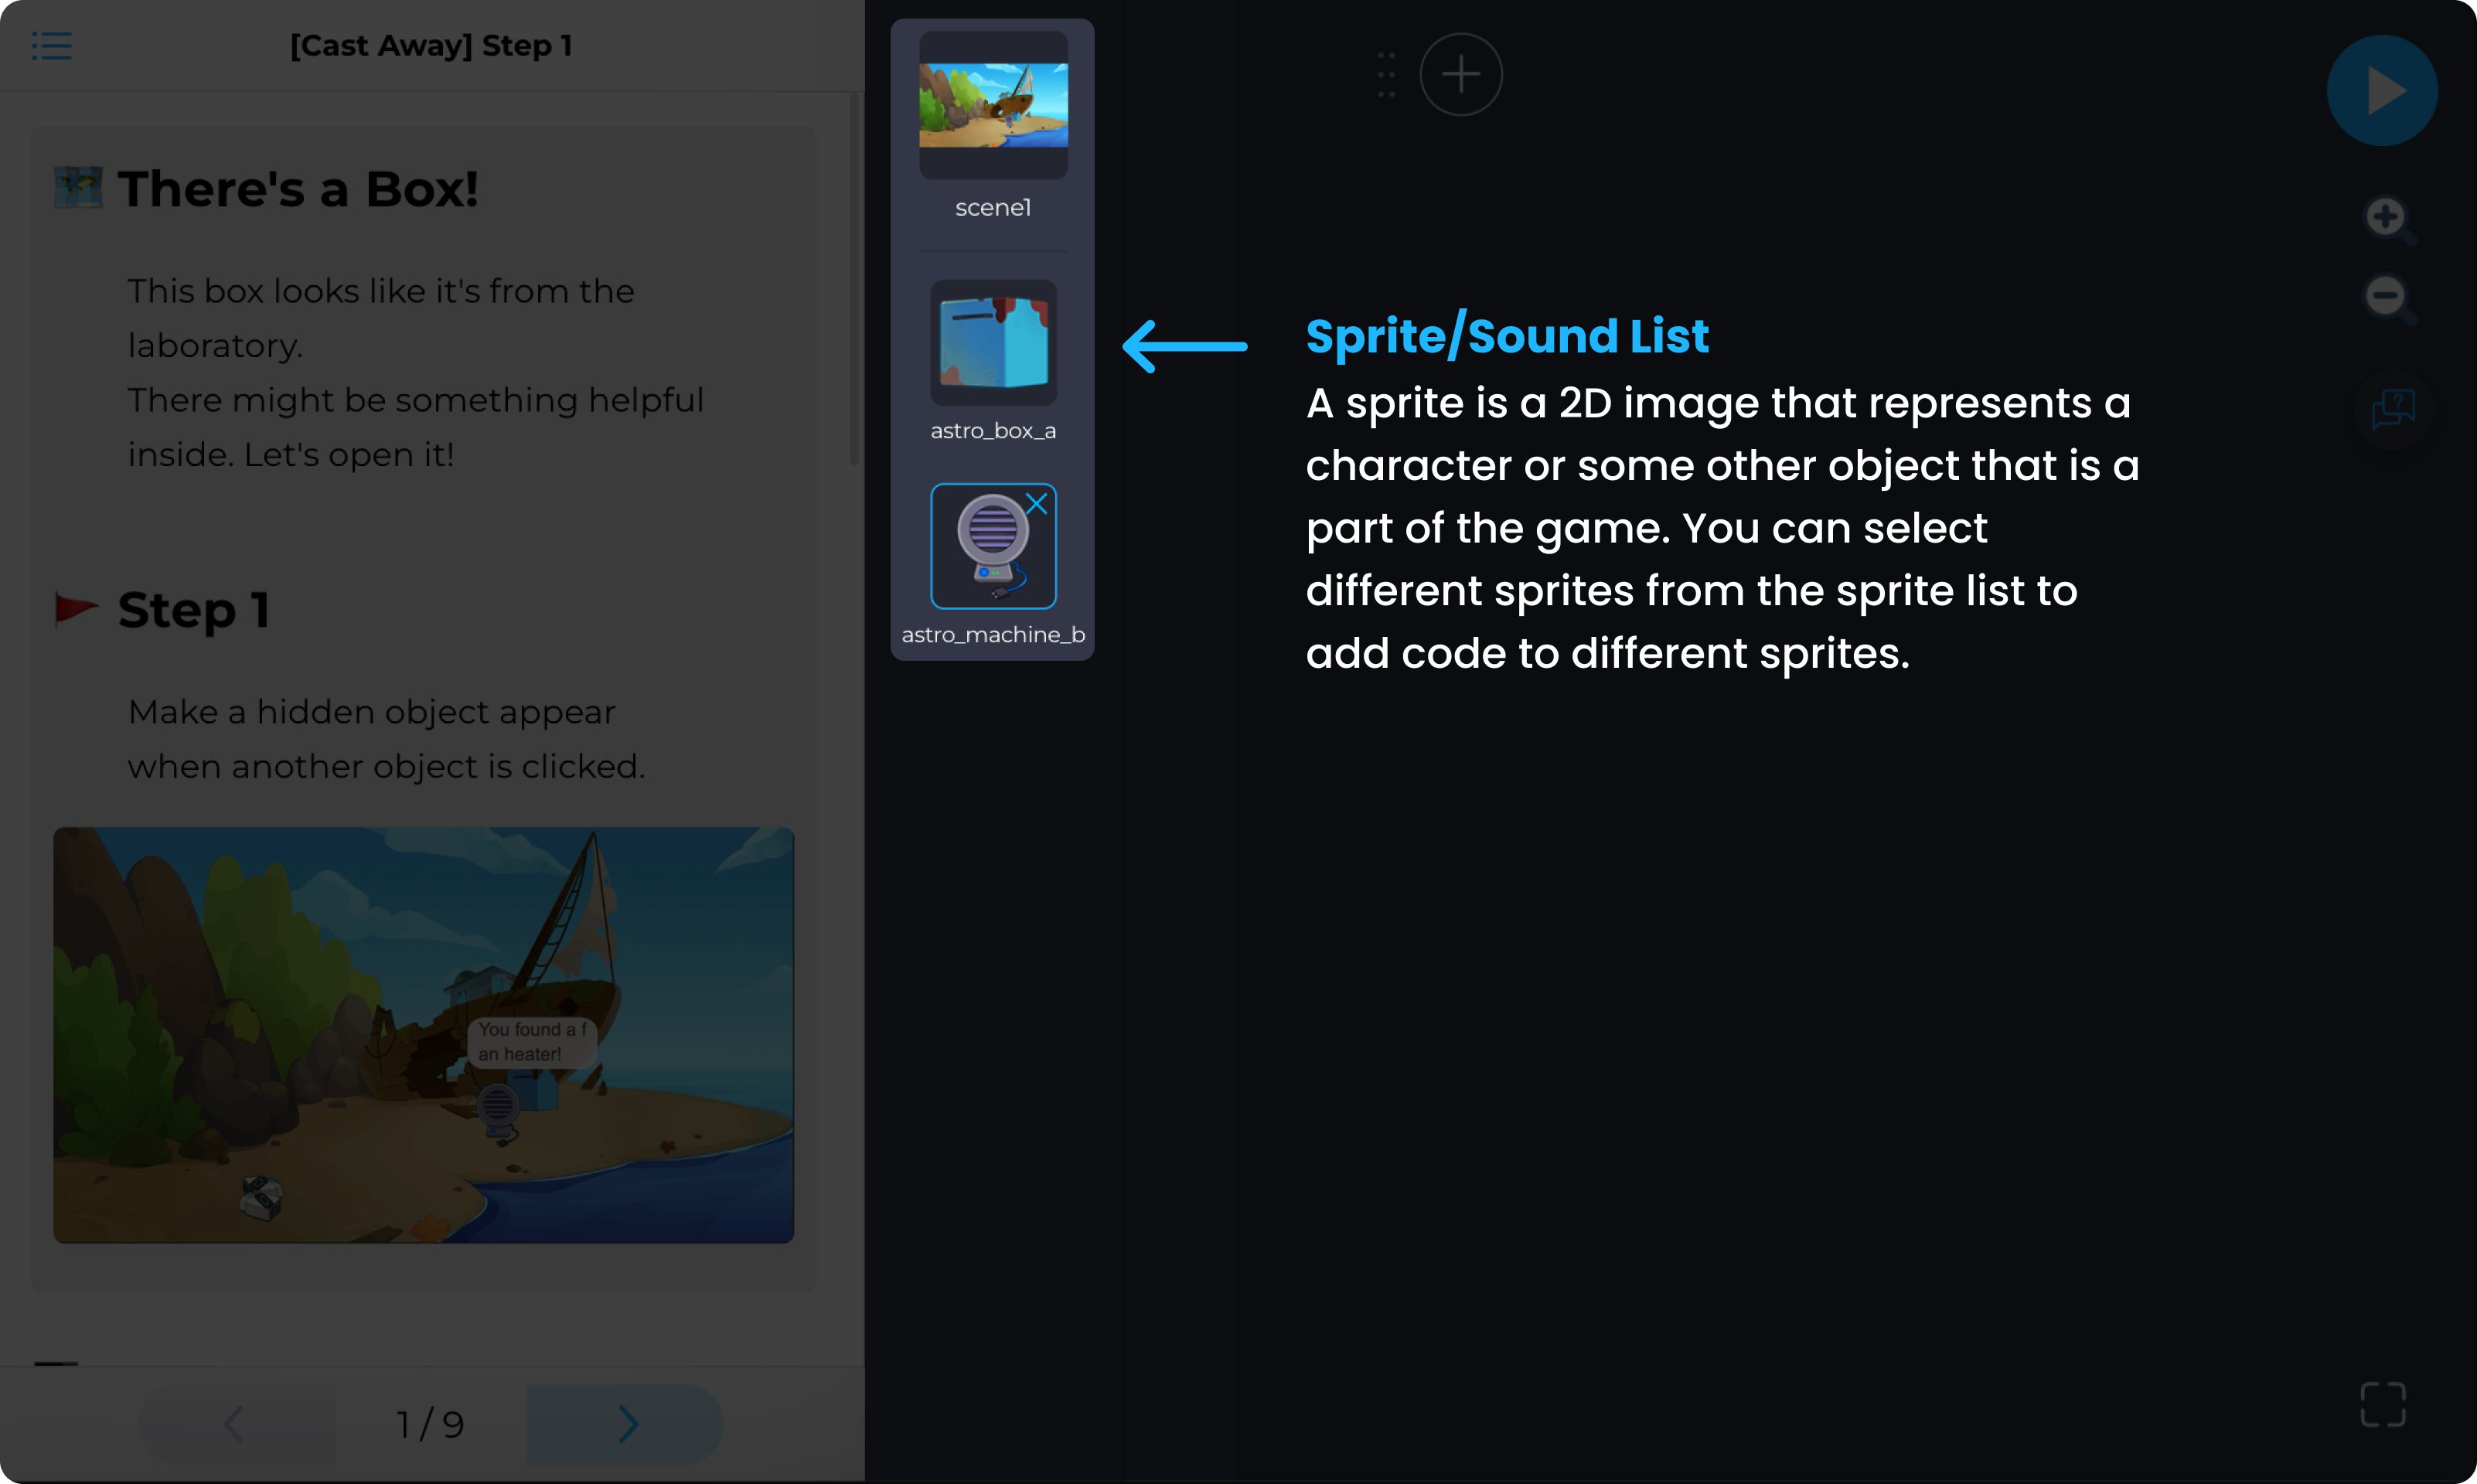 [Cast Away] Step 1
There's a Box!
This box looks like it's from the
laboratory.
There might be something helpful
inside. Let's open it!
Step 1
Make a hidden object appear
when another object is clicked.
You found a f
an heater!
1 / 9
scene1
astro_box_a
astro_machine_b
Sprite/Sound List
A sprite is a 2D image that represents a
character or some other object that is a
part of the game. You can select
different sprites from the sprite list to
add code to different sprites.